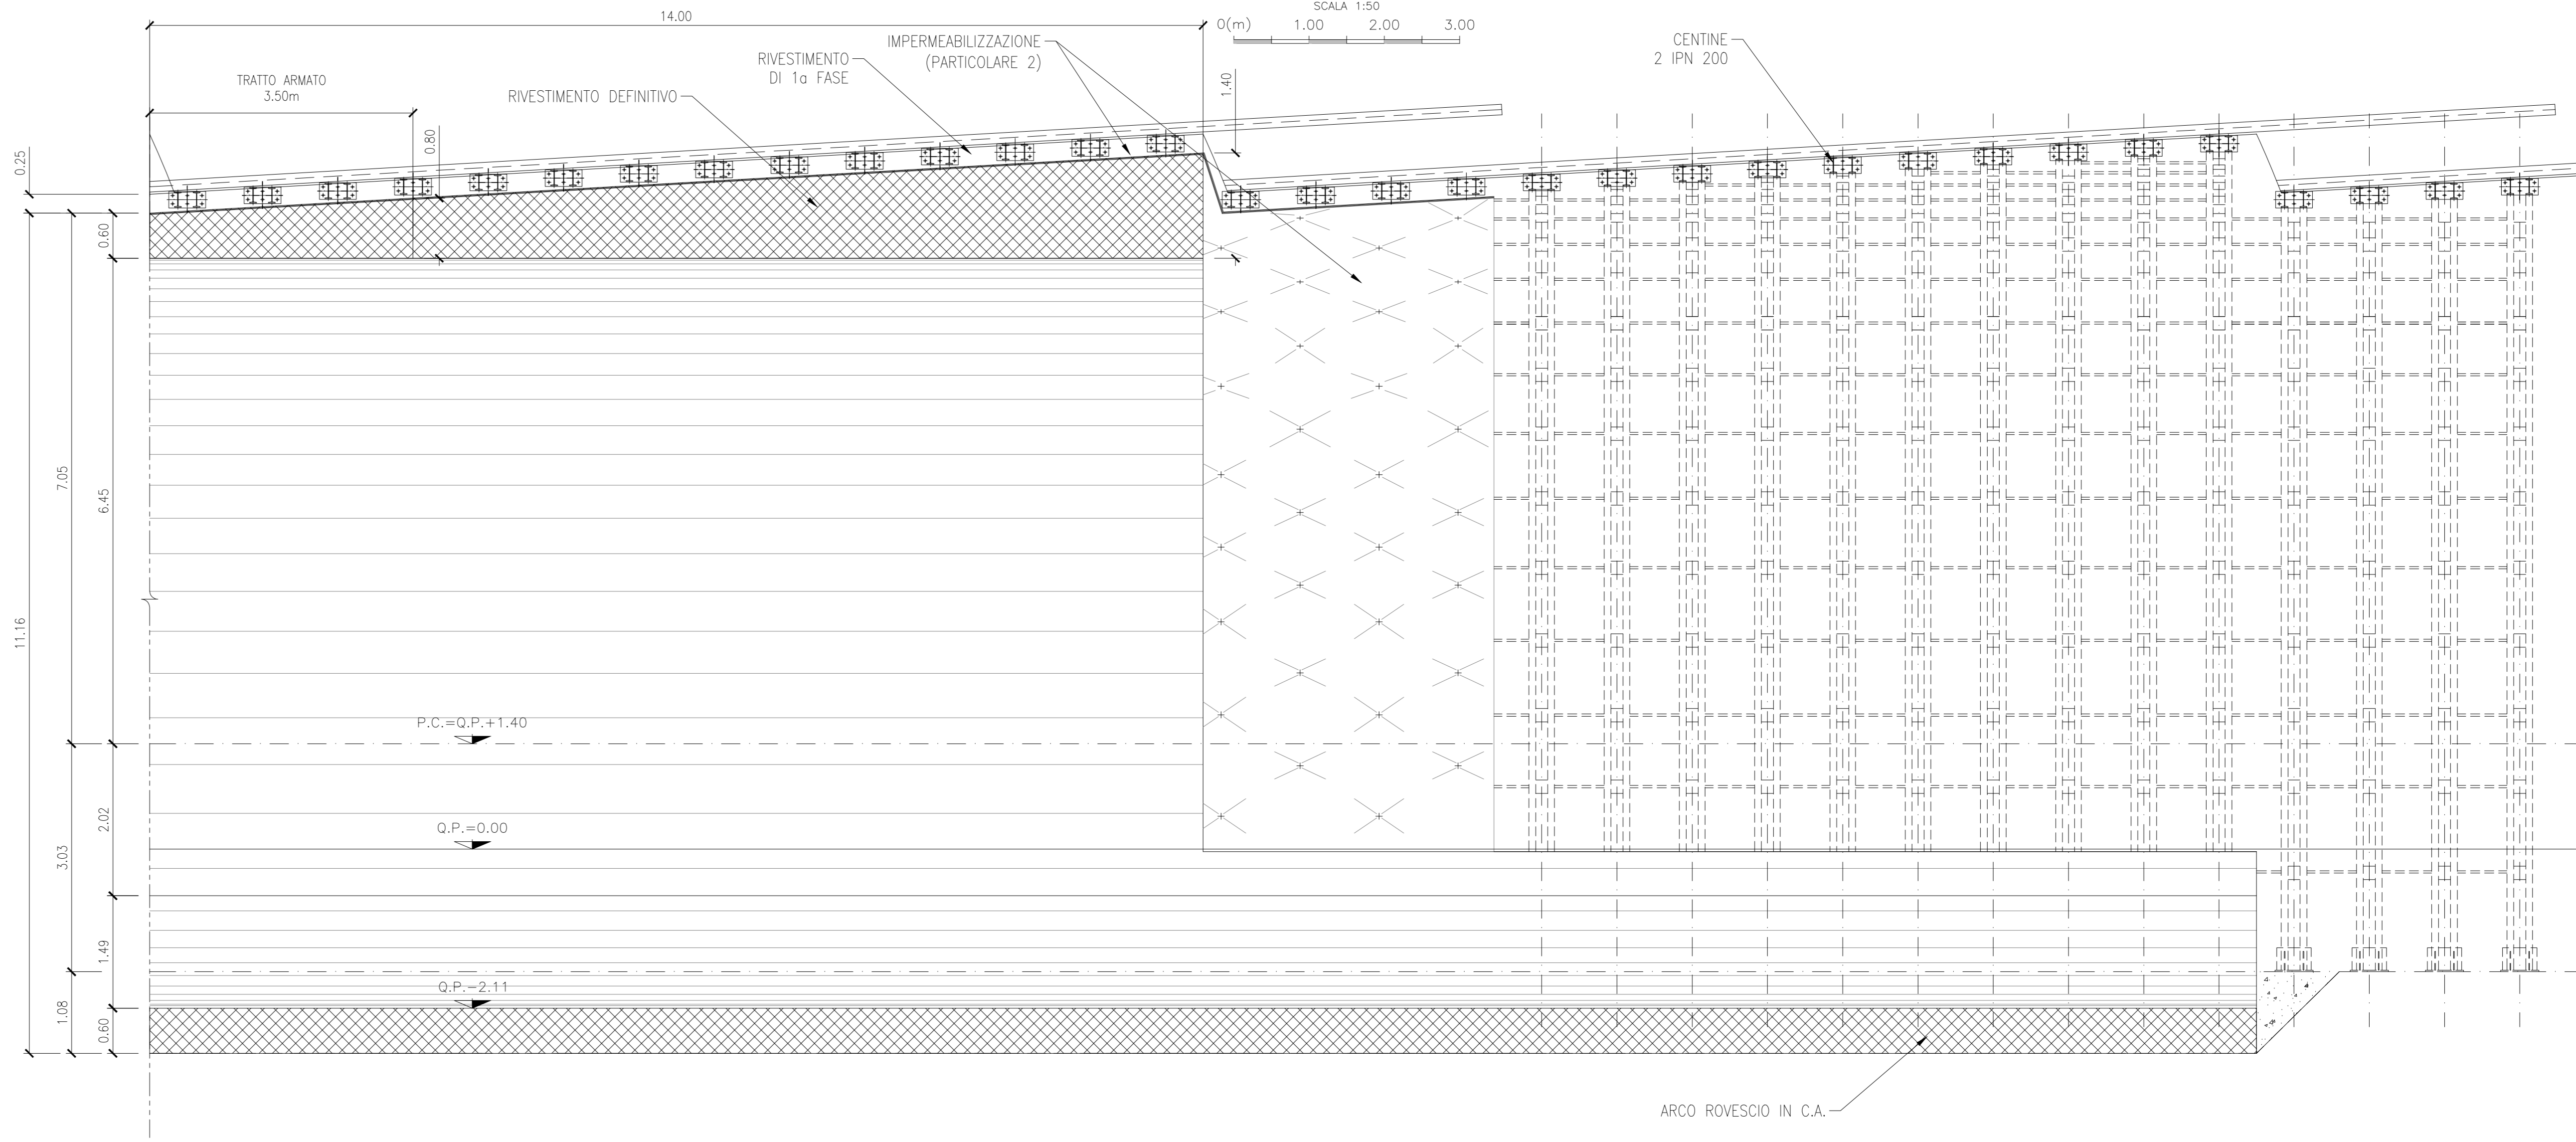 SCALA 1:50
14.00
0(m) 1.00 2.00 3.00
IMPERMEABILIZZAZIONE
(PARTICOLARE 2)
CENTINE
2 IPN 200
RIVESTIMENTO
DI 1a FASE
TRATTO ARMATO
3.50m
RIVESTIMENTO DEFINITIVO
1.40
0.80
0.25
0.60
7.05
6.45
11.16
P.C.=Q.P.+1.40
2.02
Q.P.=0.00
3.03
1.49
Q.P.-2.11
1.08
0.60
ARCO ROVESCIO IN C.A.